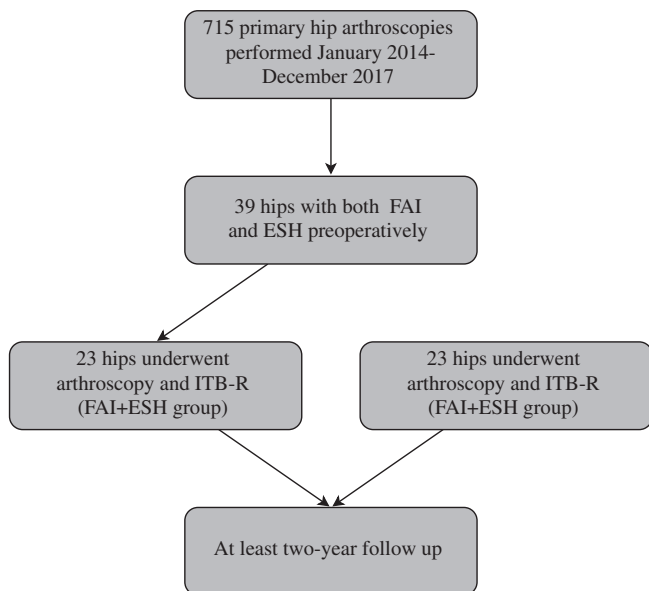 715 primary hip arthroscopies
performed January 2014-
December 2017
39 hips with both FAI
and ESH preoperatively
23 hips underwent
arthroscopy and ITB-R
(FAI+ESH group)
23 hips underwent
arthroscopy and ITB-R
(FAI+ESH group)
At least two-year follow up